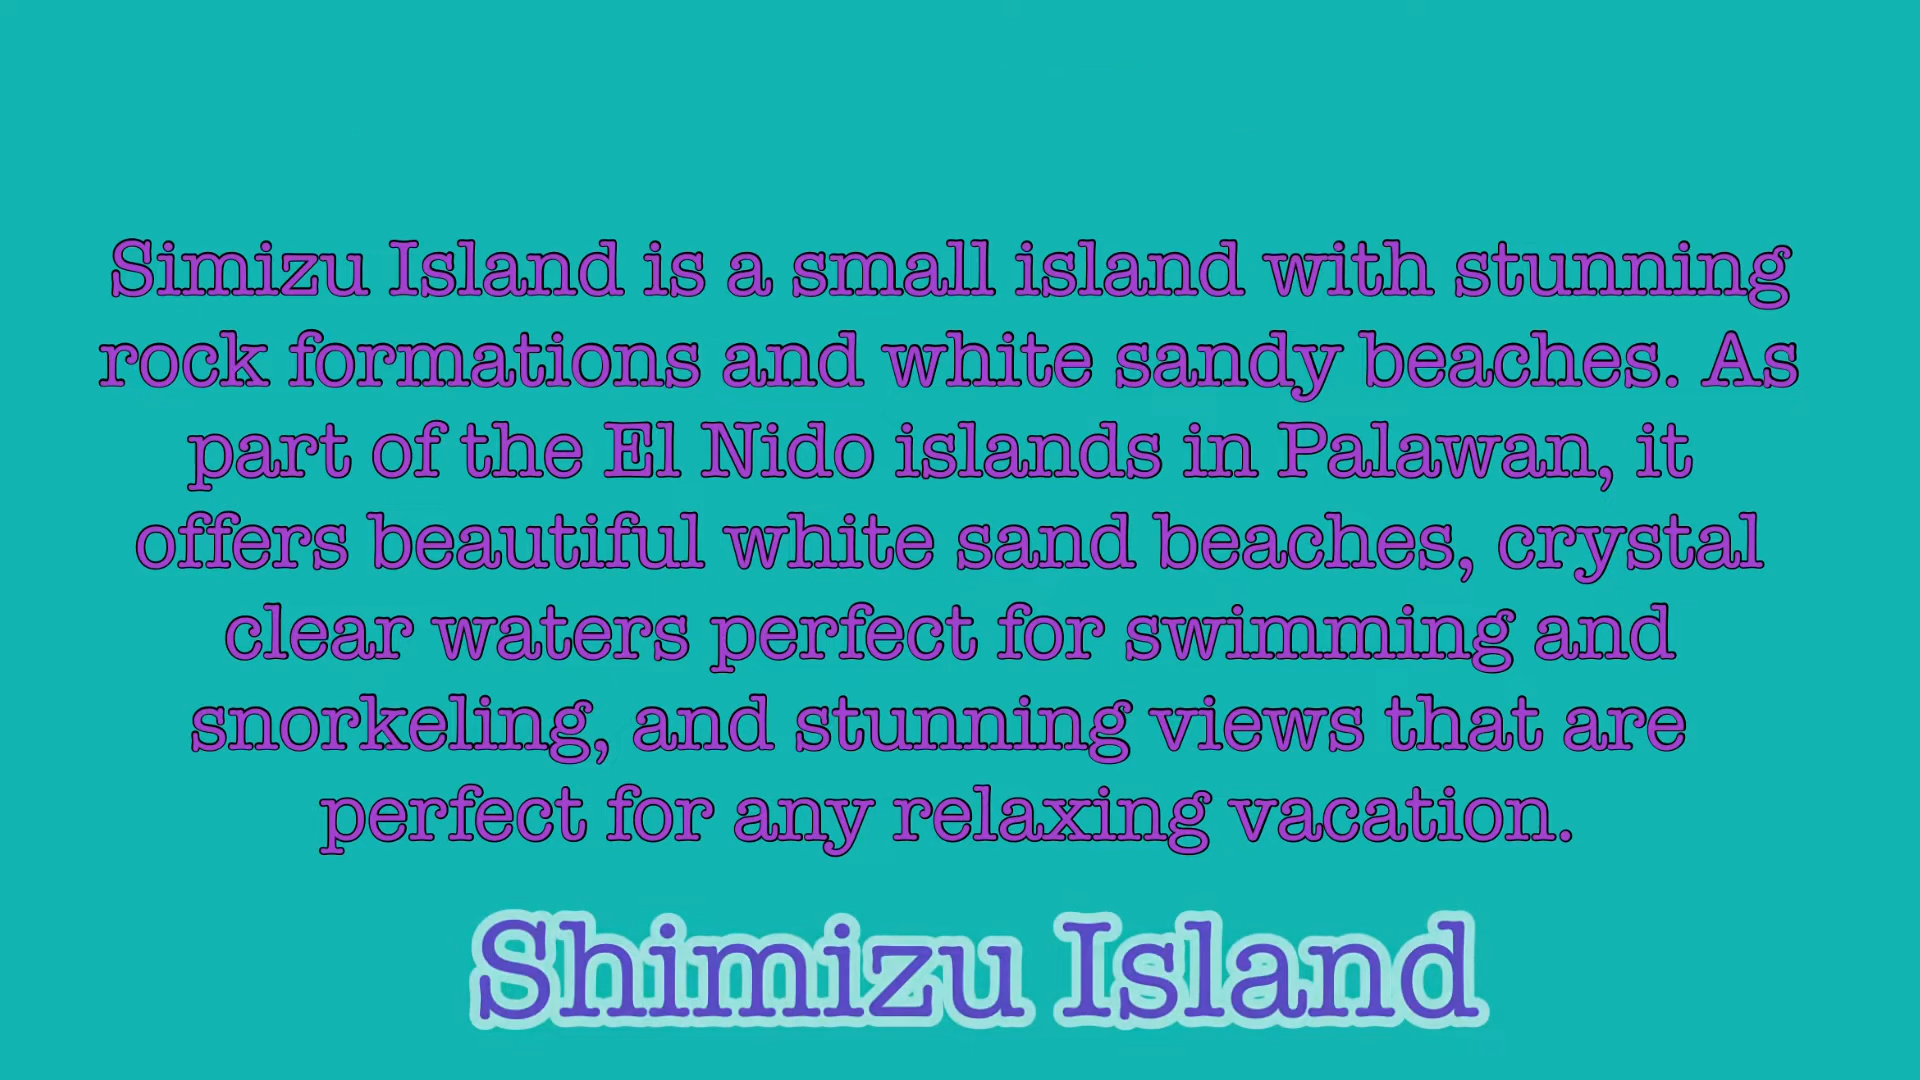 Simizu Island is a small island with stunning
rock formations and white sandy beaches. As
part of the El Nido islands in Palawan, it
offers beautiful white sand beaches, crystal
clear waters perfect for swimming and
snorkeling, and stunning views that are
perfect for any relaxing vacation.
Shimizu Island